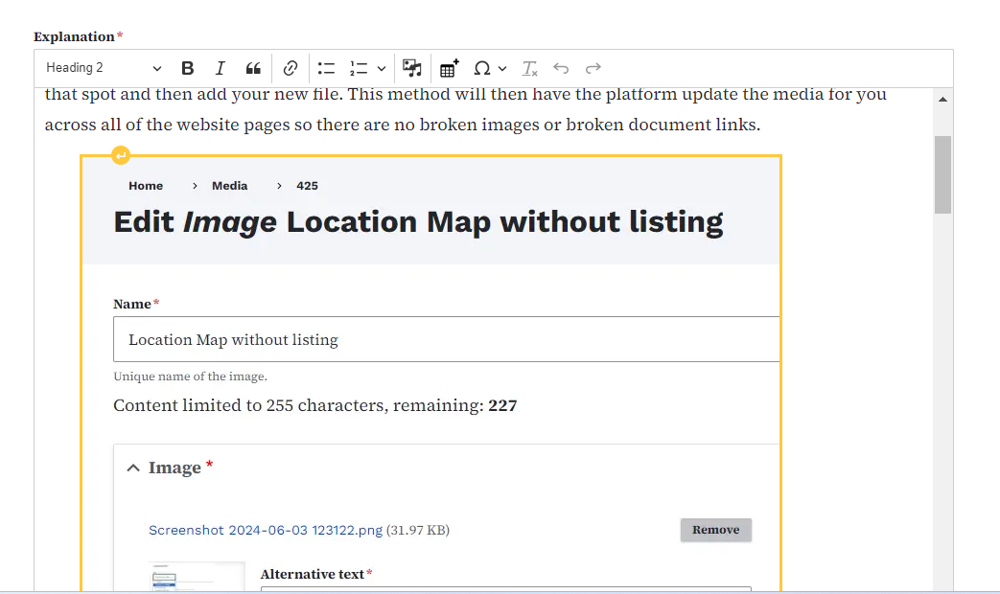 Explanation*
Heading 2
that spot and then add your new file. This method will then have the platform update the media for you
across all of the website pages so there are no broken images or broken document links.
Home > Media > 425
Edit Image Location Map without listing
Name*
Location Map without listing
Unique name of the image.
Content limited to 255 characters, remaining: 227
Image *
Screenshot 2024-06-03 123122.png (31.97 KB)
Remove
Alternative text*